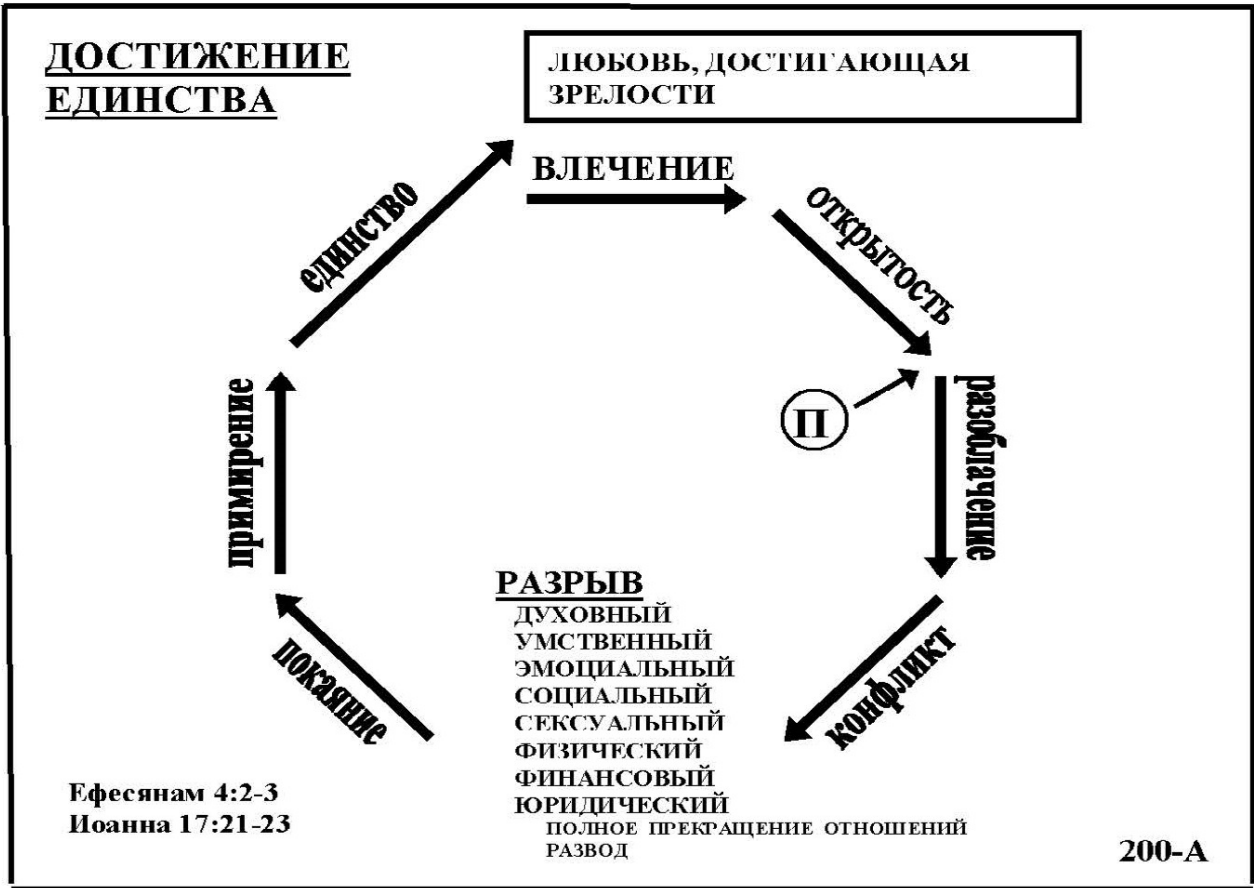 ДОСТИЖЕНИЕ
ЕДИНСТВА
ЛЮБОВЬ, ДОСТИГАЮЩАЯ
ЗРЕЛОСТИ
ВЛЕЧЕНИЕ
открытость
разоблачение
П
конфликт
РАЗРЫВ
ДУХОВНЫЙ
УМСТВЕННЫЙ
ЭМОЦИАЛЬНЫЙ
СОЦИАЛЬНЫЙ
СЕКСУАЛЬНЫЙ
ФИЗИЧЕСКИЙ
ФИНАНСОВЫЙ
ЮРИДИЧЕСКИЙ
ПОЛНОЕ ПРЕКРАЩЕНИЕ ОТНОШЕНИЙ
РАЗВОД
покаяние
примирение
единство
Ефесянам 4:2-3
Иоанна 17:21-23
200-А